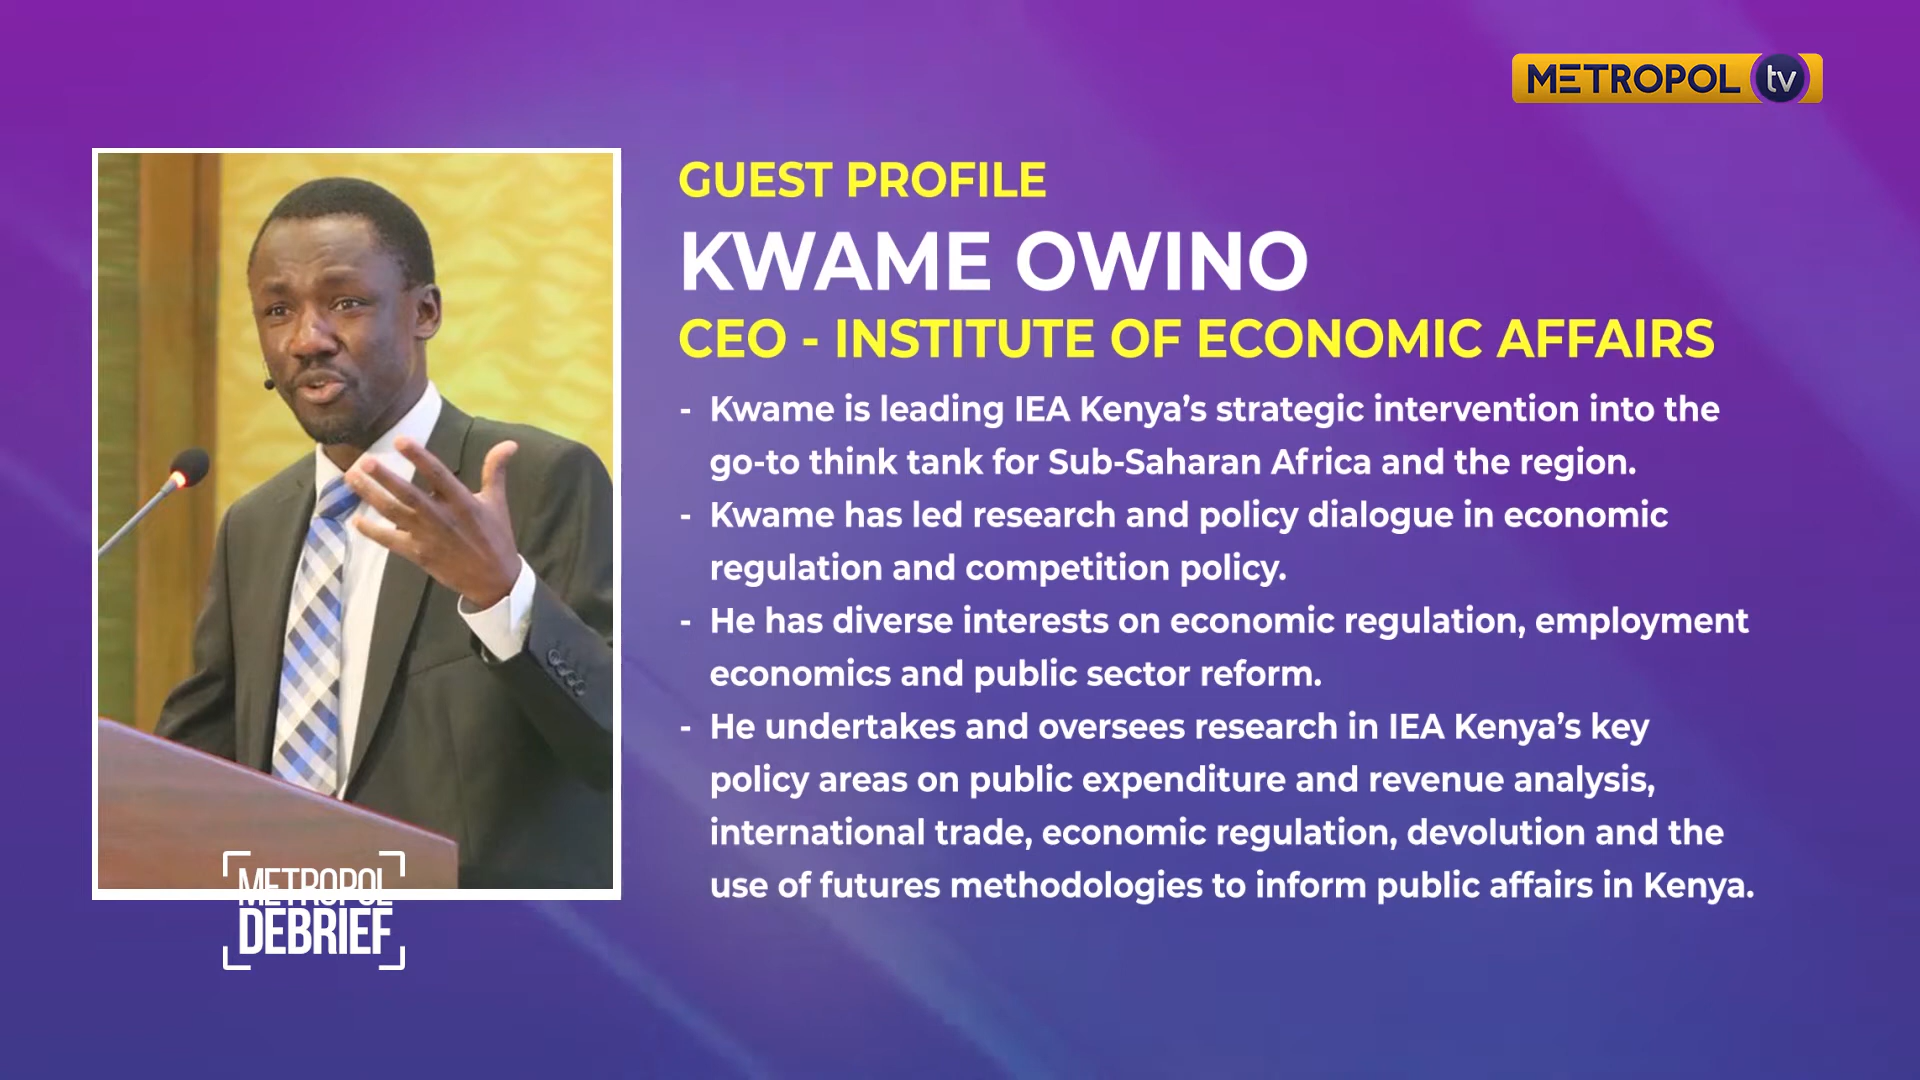 METROPOL tv
GUEST PROFILE
KWAME OWINO
CEO - INSTITUTE OF ECONOMIC AFFAIRS
- Kwame is leading IEA Kenya’s strategic intervention into the
go-to think tank for Sub-Saharan Africa and the region.
- Kwame has led research and policy dialogue in economic
regulation and competition policy.
- He has diverse interests on economic regulation, employment
economics and public sector reform.
- He undertakes and oversees research in IEA Kenya’s key
policy areas on public expenditure and revenue analysis,
international trade, economic regulation, devolution and the
use of futures methodologies to inform public affairs in Kenya.
METROPOL
DEBRIEF